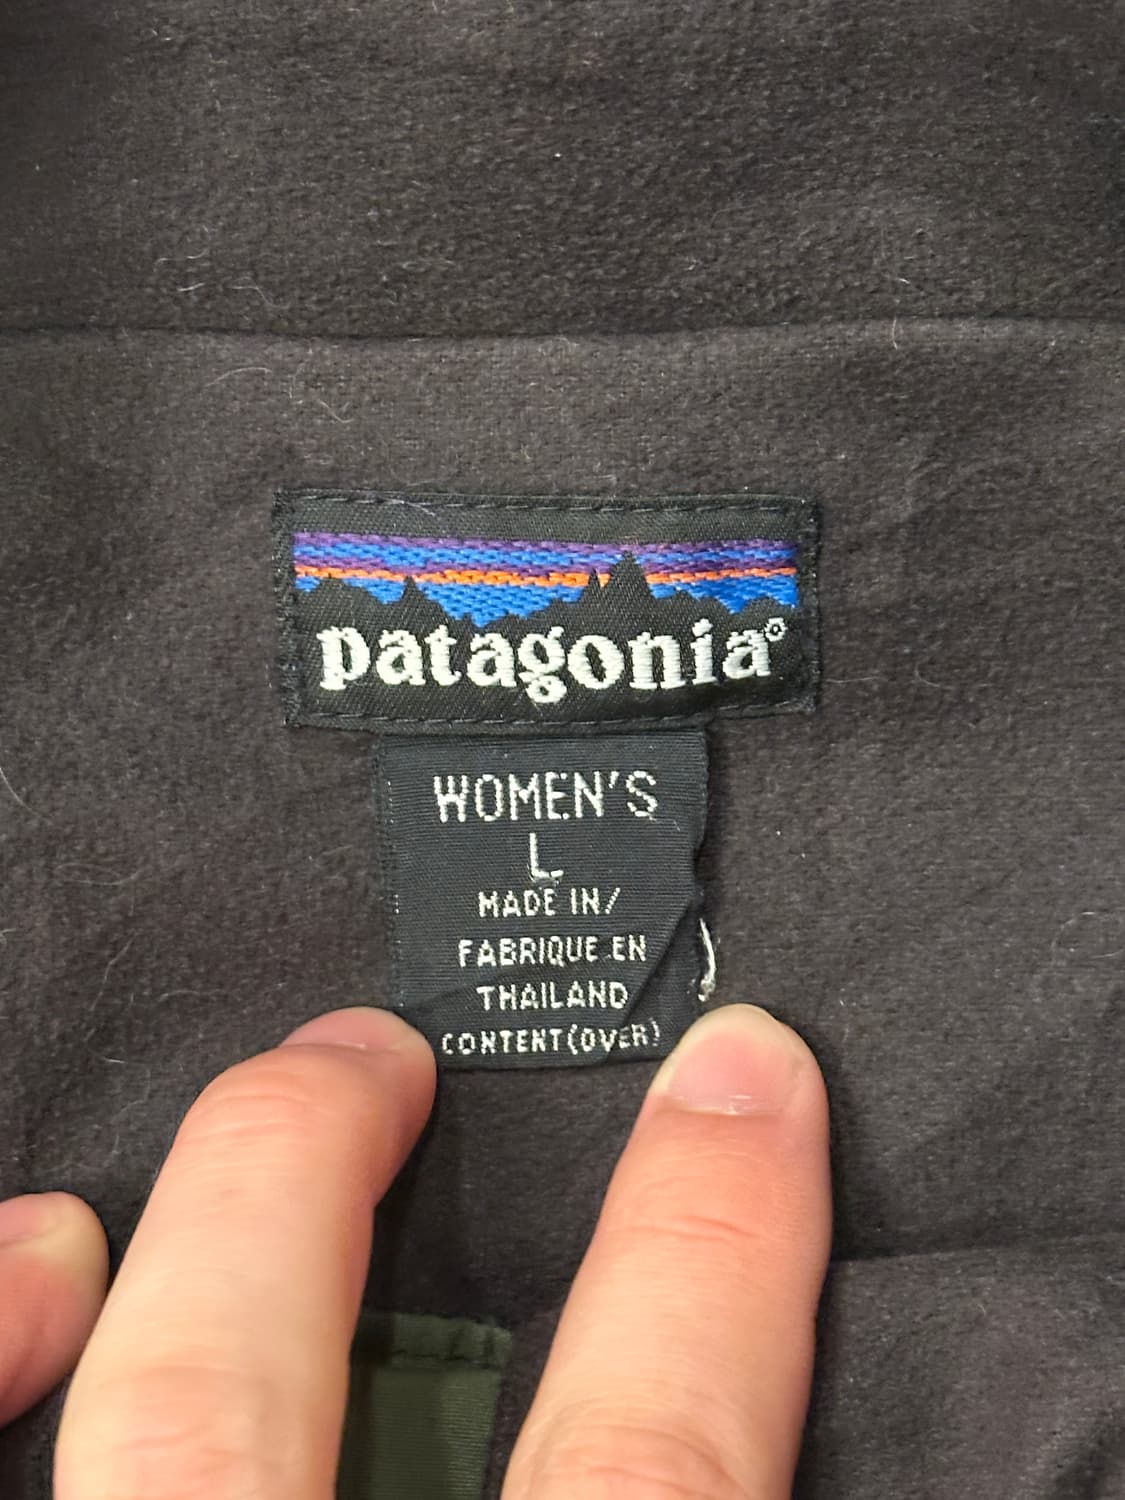 patagonia®
WOMEN'S
L
MADE IN/
FABRIQUE EN
THAILAND
CONTENT(OVER)